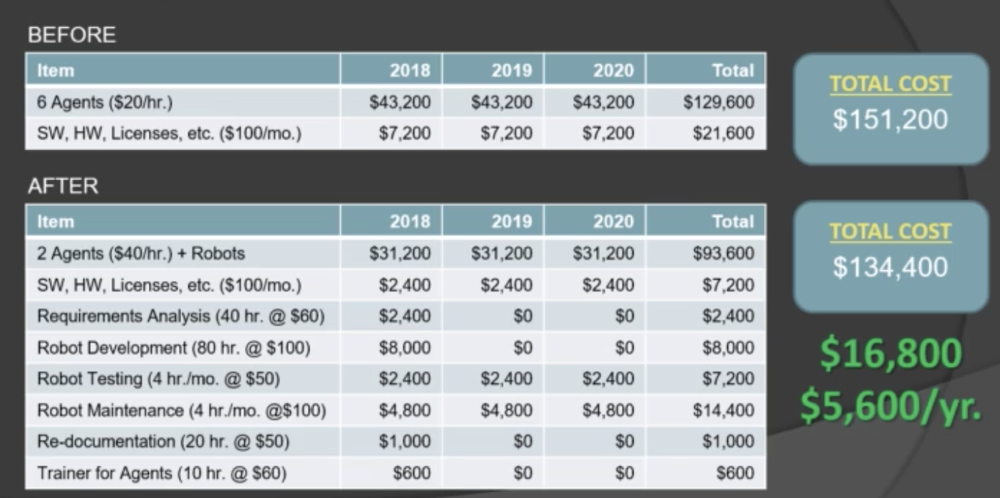 BEFORE
Item 2018 2019 2020 Total
6 Agents ($20/hr.) $43,200 $43,200 $43,200 $129,600
SW, HW, Licenses, etc. ($100/mo.) $7,200 $7,200 $7,200 $21,600
TOTAL COST
$151,200
AFTER
Item 2018 2019 2020 Total
2 Agents ($40/hr.) + Robots $31,200 $31,200 $31,200 $93,600
SW, HW, Licenses, etc. ($100/mo.) $2,400 $2,400 $2,400 $7,200
Requirements Analysis (40 hr. @ $60) $2,400 $0 $0 $2,400
Robot Development (80 hr. @ $100) $8,000 $0 $0 $8,000
Robot Testing (4 hr./mo. @ $50) $2,400 $2,400 $2,400 $7,200
Robot Maintenance (4 hr./mo. @$100) $4,800 $4,800 $4,800 $14,400
Re-documentation (20 hr. @ $50) $1,000 $0 $0 $1,000
Trainer for Agents (10 hr. @ $60) $600 $0 $0 $600
TOTAL COST
$134,400
$16,800
$5,600/yr.